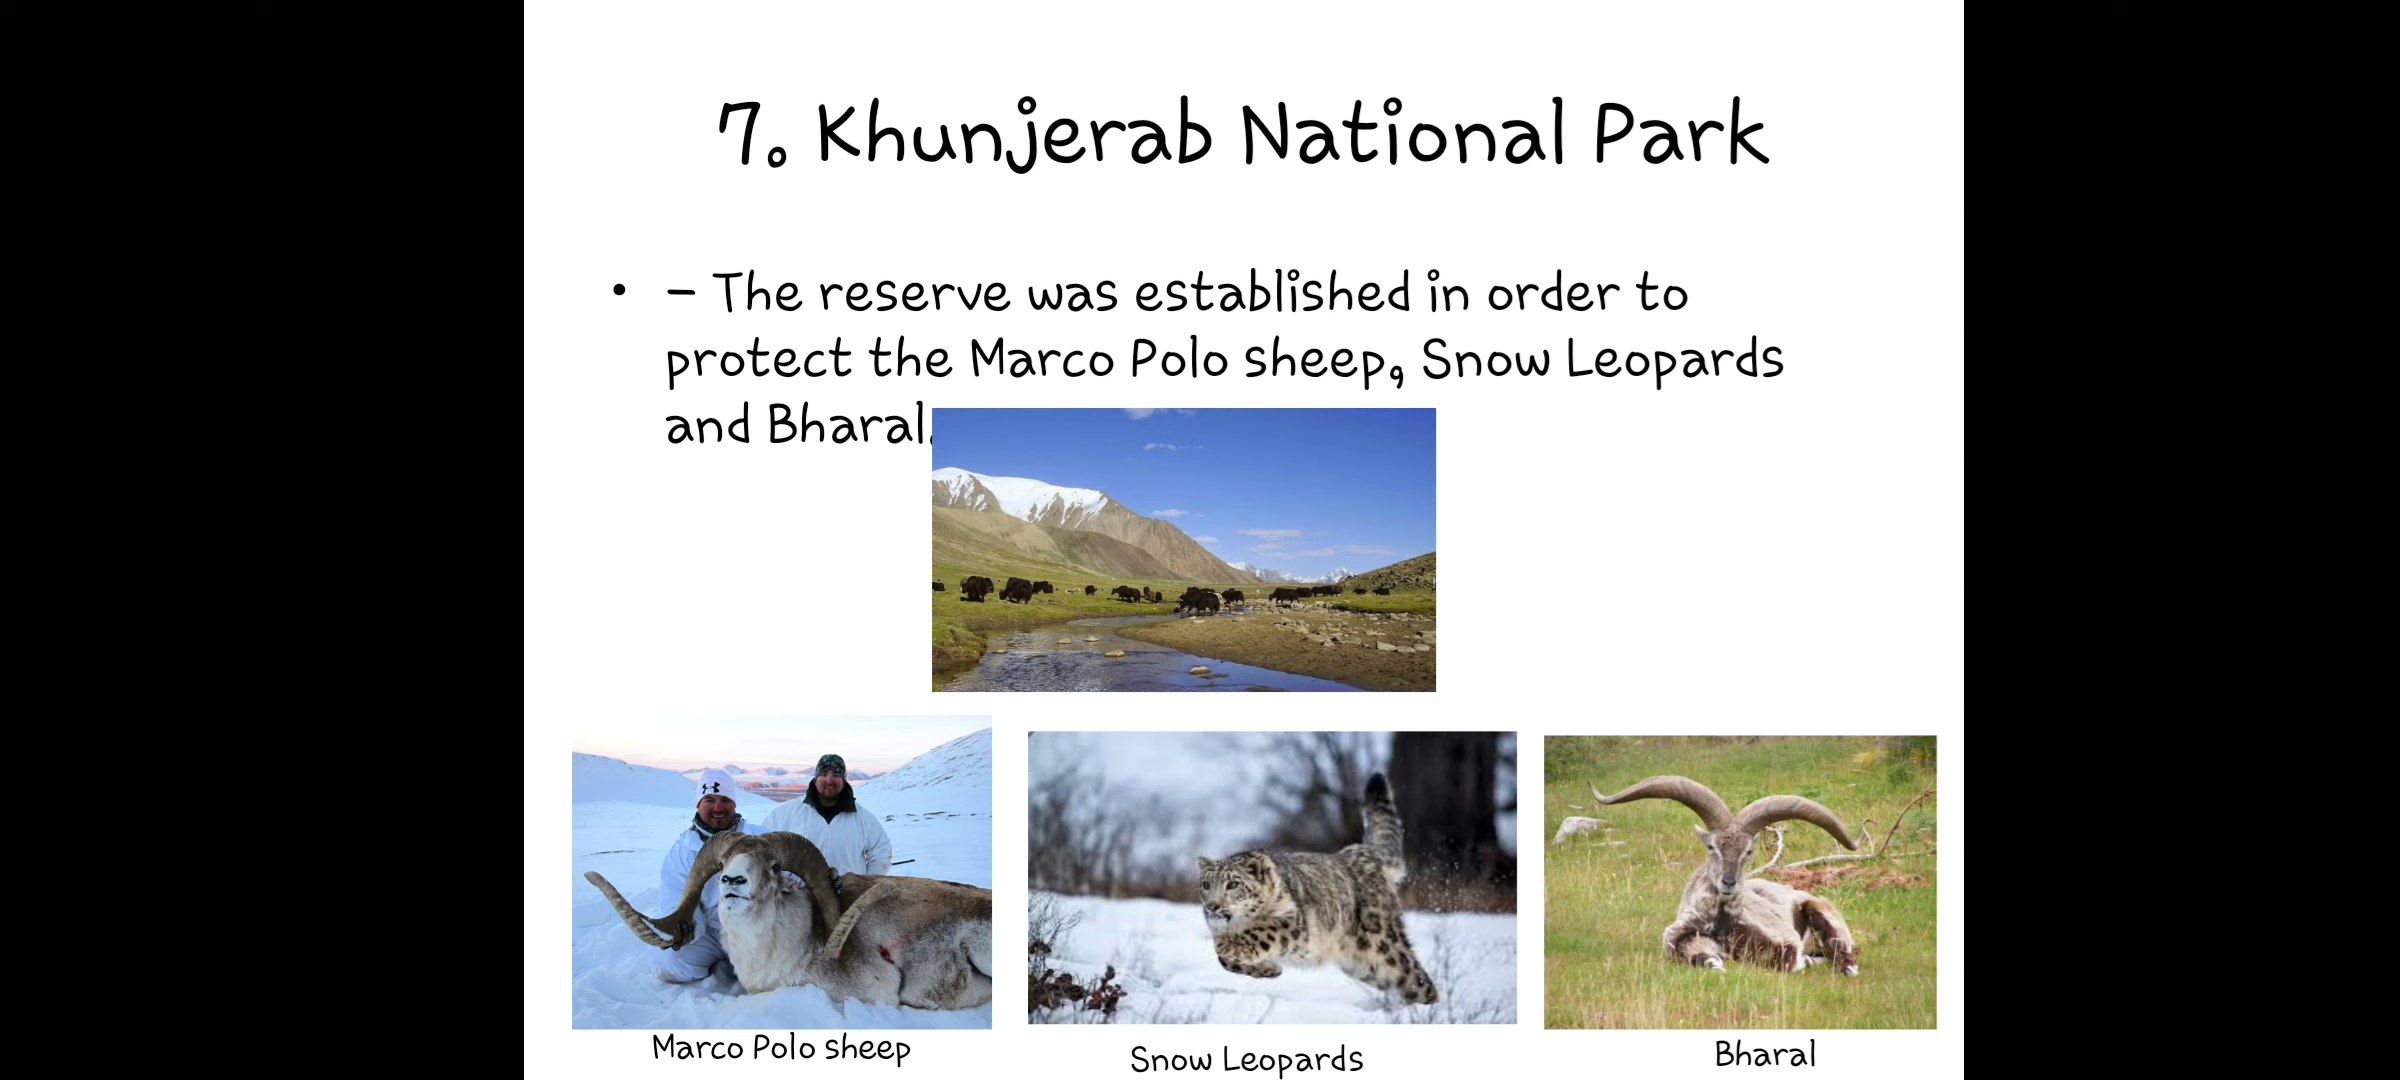 7. Khunjerab National Park
• – The reserve was established in order to
protect the Marco Polo sheep, Snow Leopards
and Bharal.
Marco Polo sheep
Snow Leopards
Bharal